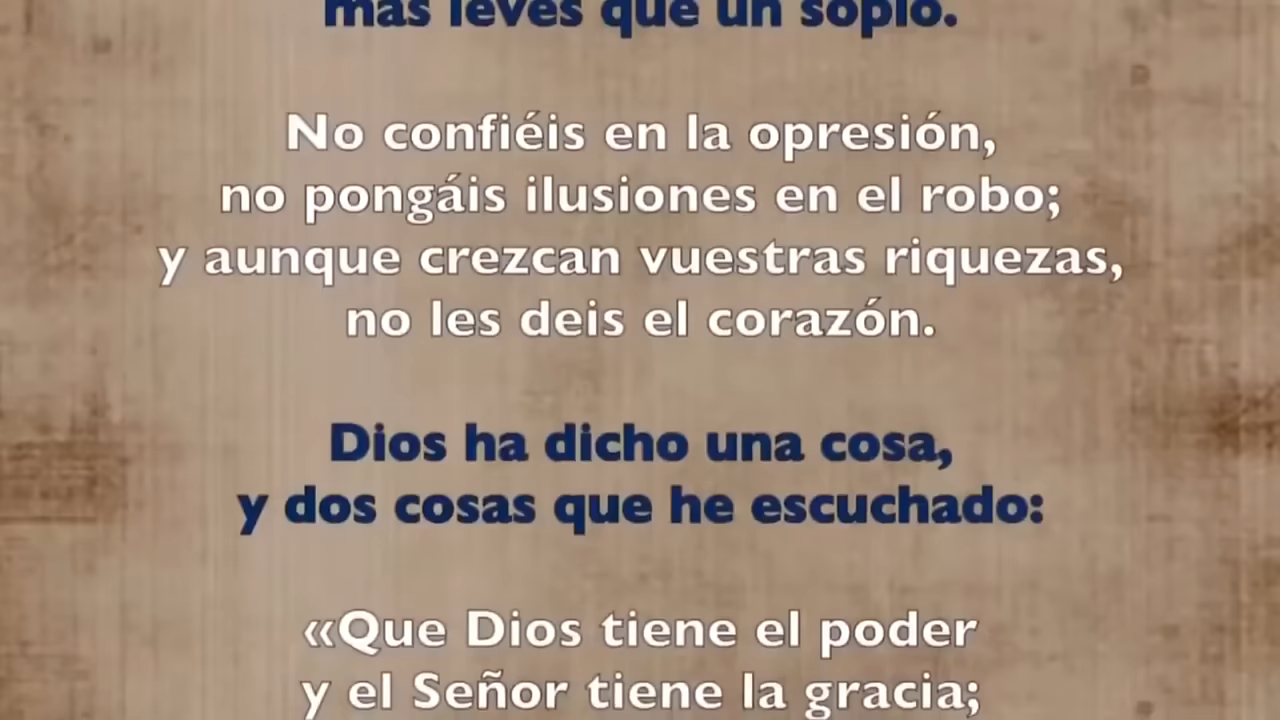 más leves que un soplo.
No confiéis en la opresión,
no pongáis ilusiones en el robo;
y aunque crezcan vuestras riquezas,
no les deis el corazón.
Dios ha dicho una cosa,
y dos cosas que he escuchado:
«Que Dios tiene el poder
y el Señor tiene la gracia;